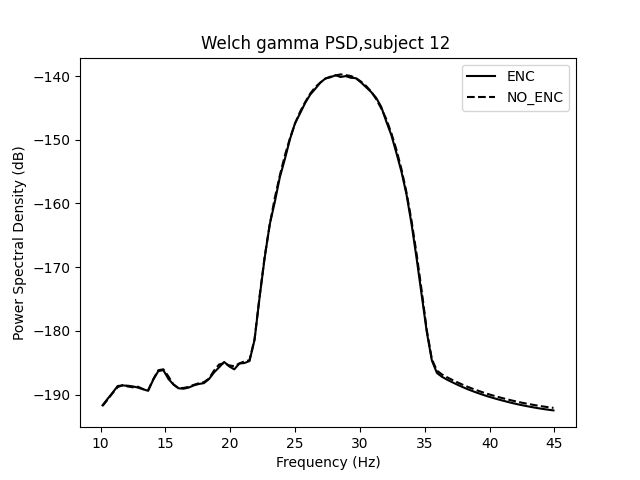 Welch gamma PSD,subject 12
ENC
NO_ENC
Power Spectral Density (dB)
−140
−150
−160
−170
−180
−190
10 15 20 25 30 35 40 45
Frequency (Hz)